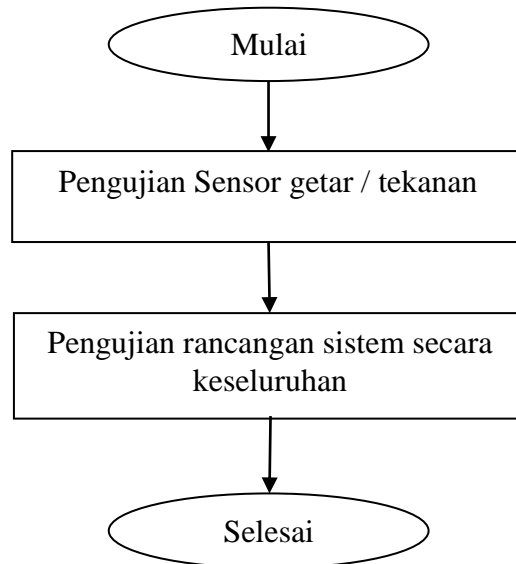 Mulai
Pengujian Sensor getar / tekanan
Pengujian rancangan sistem secara
keseluruhan
Selesai